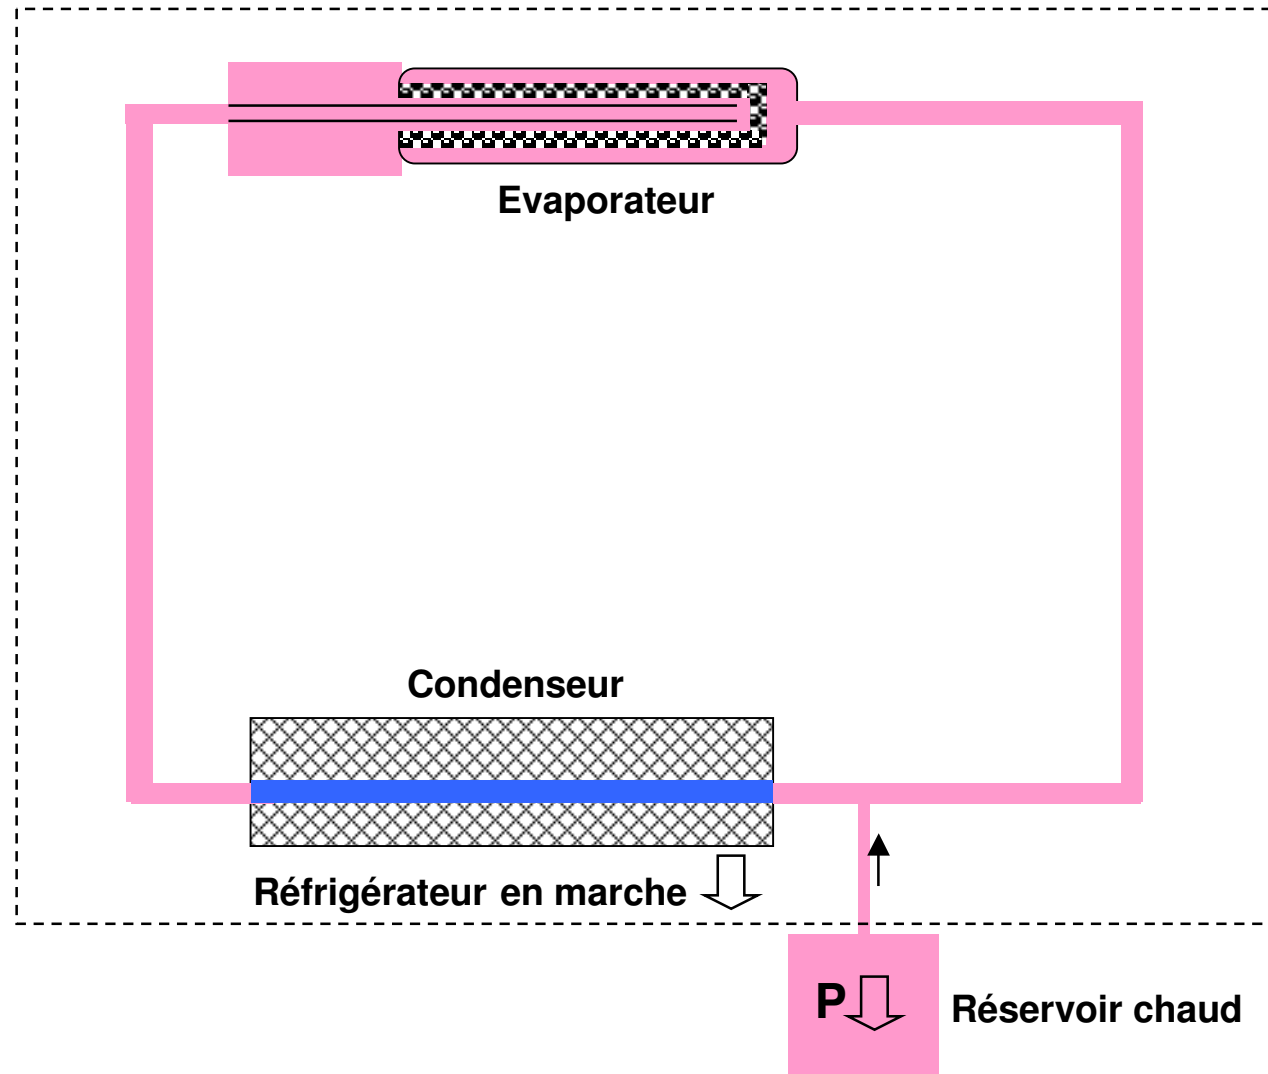 Evaporateur
Condenseur
Réfrigérateur en marche
P
Réservoir chaud